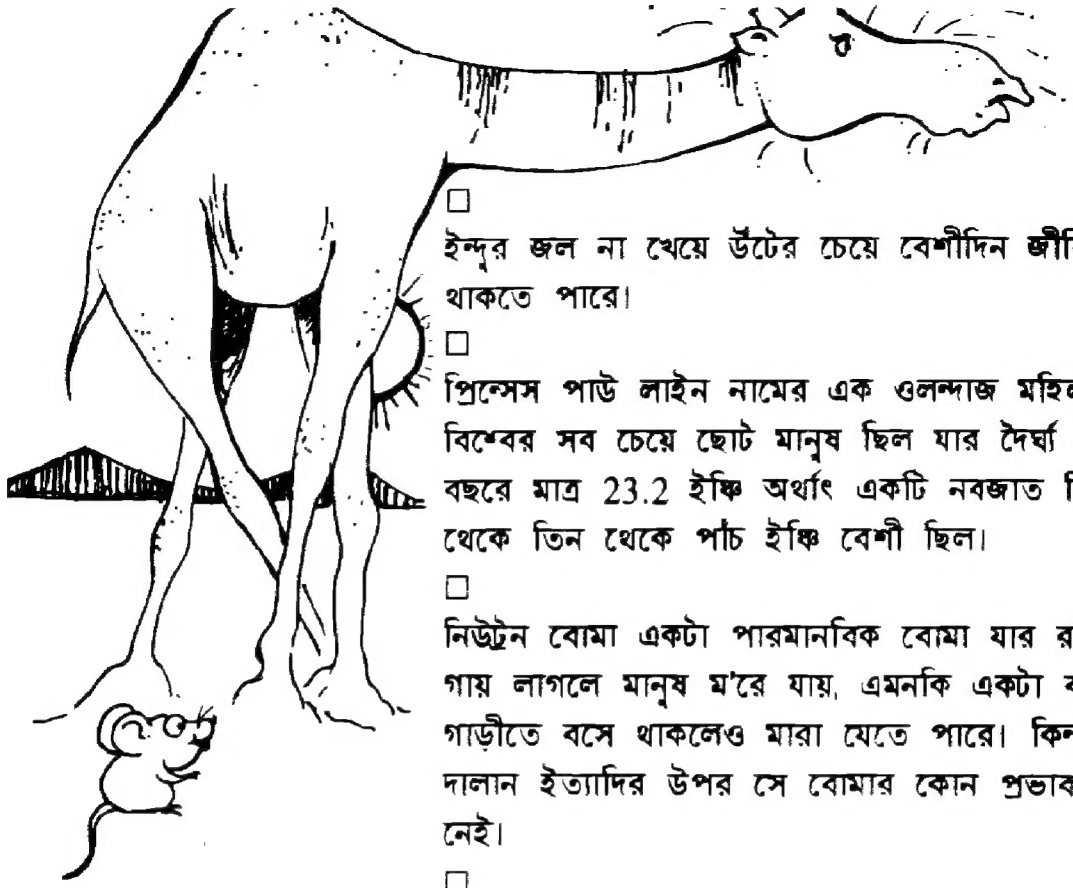 ইন্দুর জল না খেয়ে উঁটের চেয়ে বেশীদিন
থাকতে পারে।
প্রিন্সেস পাউ লাইন নামের এক ওলন্দাজ
বিশ্বের সব চেয়ে ছোট মানুষ ছিল যার দৈর্ঘ্য
বছরে মাত্র 23.2 ইঞ্চি অর্থাৎ একটি নবজাত
থেকে তিন থেকে পাঁচ ইঞ্চি বেশী ছিল।
নিউট্রন বোমা একটা পারমানবিক বোমা যার
গায় লাগলে মানুষ ম'রে যায়, এমনকি একটা
গাড়ীতে বসে থাকলেও মারা যেতে পারে।
দালান ইত্যাদির উপর সে বোমার কোন প্রভাব
নেই।